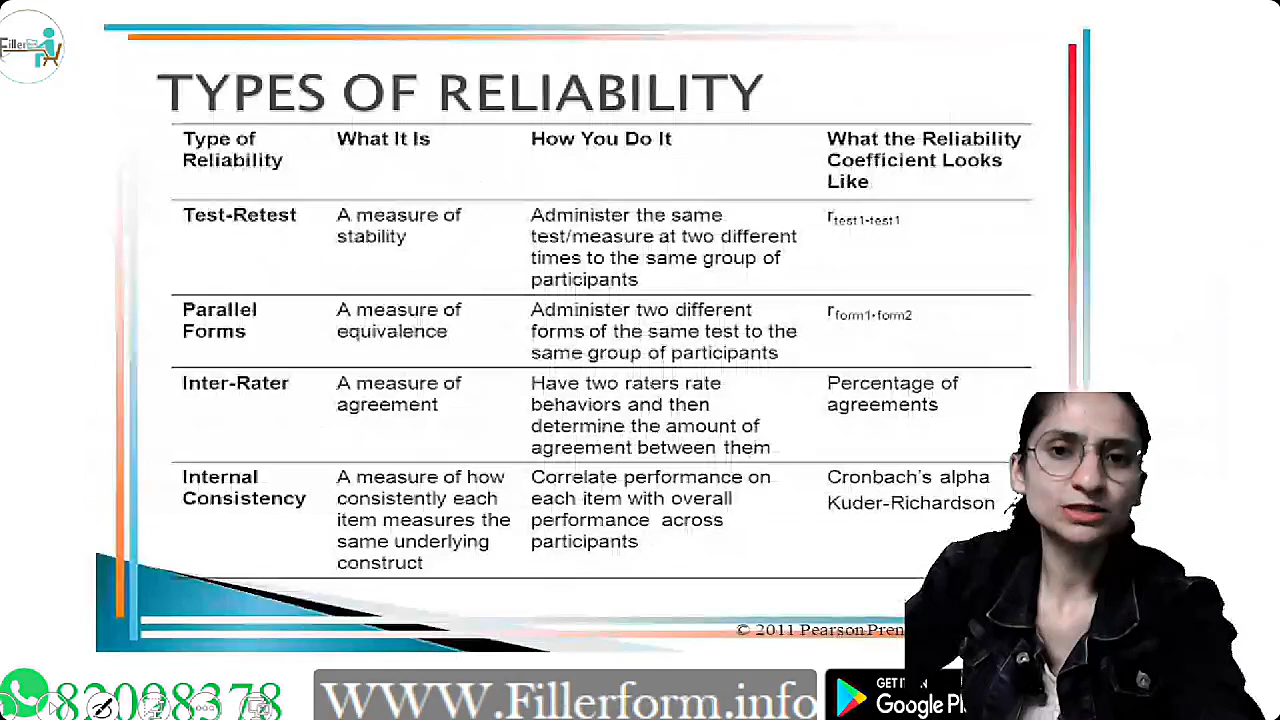 Filler
TYPES OF RELIABILITY
Type of Reliability | What It Is | How You Do It | What the Reliability Coefficient Looks Like
Test-Retest | A measure of stability | Administer the same test/measure at two different times to the same group of participants | rtest1•test1
Parallel Forms | A measure of equivalence | Administer two different forms of the same test to the same group of participants | rform1•form2
Inter-Rater | A measure of agreement | Have two raters rate behaviors and then determine the amount of agreement between them | Percentage of agreements
Internal Consistency | A measure of how consistently each item measures the same underlying construct | Correlate performance on each item with overall performance across participants | Cronbach's alpha Kuder-Richardson
© 2011 Pearson Pren
82098378
WWW.Fillerform.info
GET IT
Google Pl